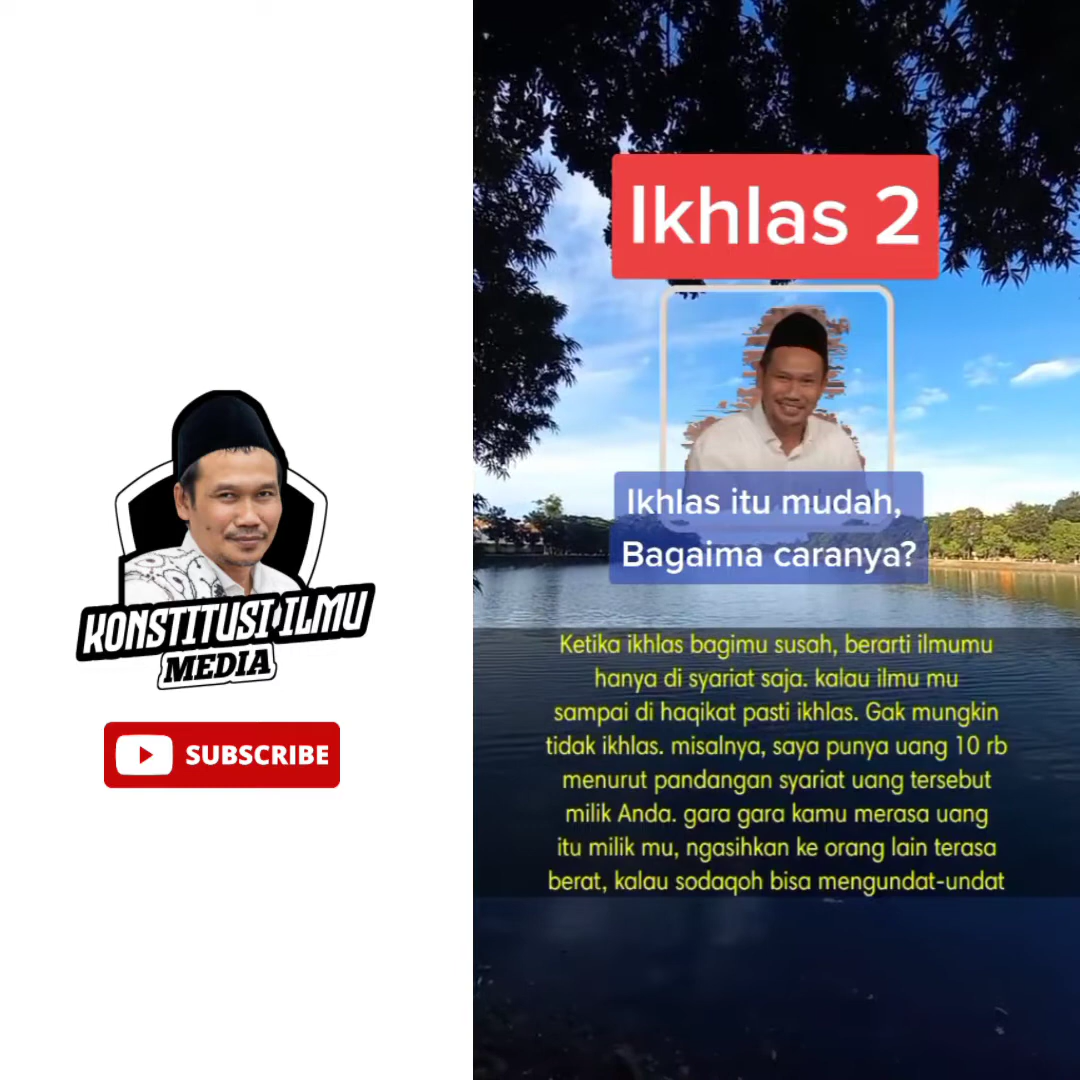 KONSTITUSI ILMU
MEDIA
SUBSCRIBE
Ikhlas 2
Ikhlas itu mudah,
Bagaima caranya?
Ketika ikhlas bagimu susah, berarti ilmumu
hanya di syariat saja. kalau ilmu mu
sampai di haqikat pasti ikhlas. Gak mungkin
tidak ikhlas. misalnya, saya punya uang 10 rb
menurut pandangan syariat uang tersebut
milik Anda. gara gara kamu merasa uang
itu milik mu, ngasihkan ke orang lain terasa
berat, kalau sodaqoh bisa mengundat-undat